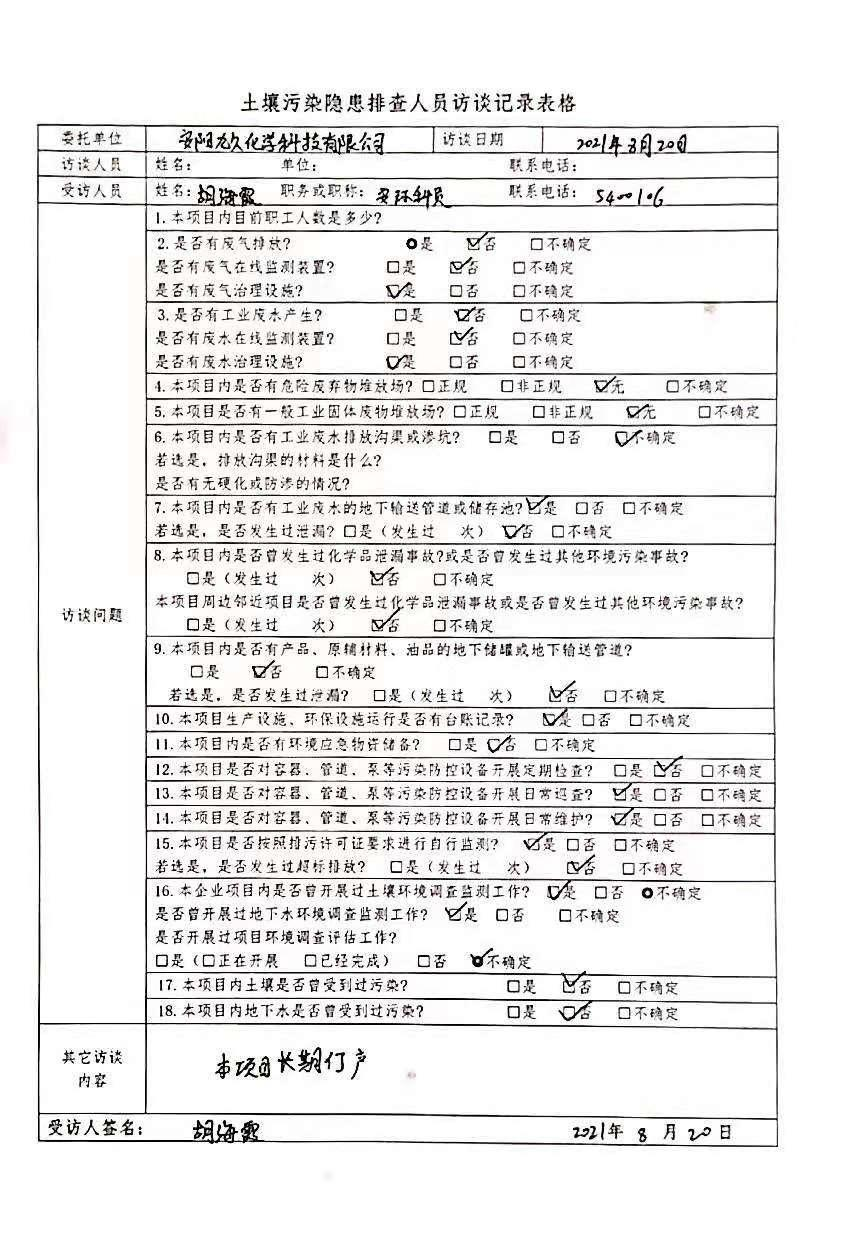 土壤污染隐患排查人员访谈记录表格
委托单位 安阳九久化学科技有限公司 访谈日期 2021年8月20日
访谈人员 姓名： 单位： 联系电话：
受访人员 姓名：胡海霞 职务或职称：安环科员 联系电话：5400106
访谈问题
1.本项目内目前职工人数是多少？
2.是否有废气排放？ ●是 ☑否 □不确定
是否有废气在线监测装置？ □是 ☑否 □不确定
是否有废气治理设施？ ☑是 □否 □不确定
3.是否有工业废水产生？ □是 ☑否 □不确定
是否有废水在线监测装置？ □是 ☑否 □不确定
是否有废水治理设施？ ☑是 □否 □不确定
4.本项目内是否有危险废弃物堆放场？□正规 □非正规 ☑无 □不确定
5.本项目是否有一般工业固体废物堆放场？□正规 □非正规 ☑无 □不确定
6.本项目内是否有工业废水排放沟渠或渗坑？ □是 □否 ☑不确定
若选是，排放沟渠的材料是什么？
是否有无硬化或防渗的情况？
7.本项目内是否有工业废水的地下输送管道或储存池？☑是 □否 □不确定
若选是，是否发生过泄漏？□是（发生过 次） ☑否 □不确定
8.本项目内是否曾发生过化学品泄漏事故？或是否曾发生过其他环境污染事故？
□是（发生过 次） ☑否 □不确定
本项目周边邻近项目是否曾发生过化学品泄漏事故或是否曾发生过其他环境污染事故？
□是（发生过 次） ☑否 □不确定
9.本项目内是否有产品、原辅材料、油品的地下储罐或地下输送管道？
□是 ☑否 □不确定
若选是，是否发生过泄漏？ □是（发生过 次） ☑否 □不确定
10.本项目生产设施、环保设施运行是否有台账记录？ ☑是 □否 □不确定
11.本项目内是否有环境应急物资储备？ □是 ☑否 □不确定
12.本项目是否对容器、管道、泵等污染防控设备开展定期检查？ □是 ☑否 □不确定
13.本项目是否对容器、管道、泵等污染防控设备开展日常巡查？ ☑是 □否 □不确定
14.本项目是否对容器、管道、泵等污染防控设备开展日常维护？ ☑是 □否 □不确定
15.本项目是否按照排污许可证要求进行自行监测？ ☑是 □否 □不确定
若选是，是否发生过超标排放？ □是（发生过 次） ☑否 □不确定
16.本企业项目内是否曾开展过土壤环境调查监测工作？ ☑是 □否 ●不确定
是否曾开展过地下水环境调查监测工作？ ☑是 □否 □不确定
是否开展过项目环境调查评估工作？
□是（□正在开展 □已经完成） □否 ☑不确定
17.本项目内土壤是否曾受到过污染？ □是 ☑否 □不确定
18.本项目内地下水是否曾受到过污染？ □是 ☑否 □不确定
其它访谈
内容
本项目长期停产
受访人签名： 胡海霞 2021年 8 月 20 日